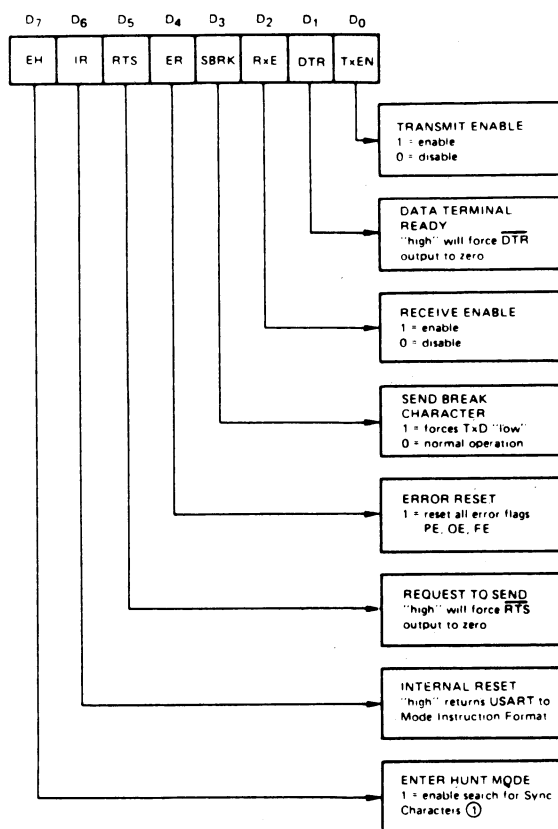 D7 D6 D5 D4 D3 D2 D1 D0
EH IR RTS ER SBRK RxE DTR TxEN
TRANSMIT ENABLE
1 = enable
0 = disable
DATA TERMINAL
READY
"high" will force DTR
output to zero
RECEIVE ENABLE
1 = enable
0 = disable
SEND BREAK
CHARACTER
1 = forces TxD "low"
0 = normal operation
ERROR RESET
1 = reset all error flags
PE, OE, FE
REQUEST TO SEND
"high" will force RTS
output to zero
INTERNAL RESET
"high" returns USART to
Mode Instruction Format
ENTER HUNT MODE
1 = enable search for Sync
Characters ①